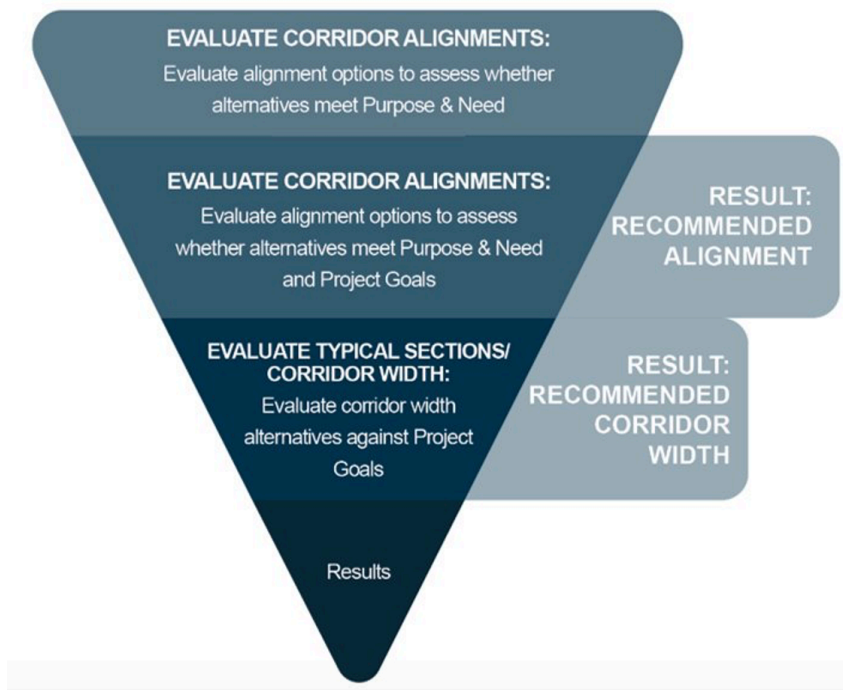 EVALUATE CORRIDOR ALIGNMENTS:
Evaluate alignment options to assess whether
alternatives meet Purpose & Need
EVALUATE CORRIDOR ALIGNMENTS:
Evaluate alignment options to assess
whether alternatives meet Purpose & Need
and Project Goals
RESULT:
RECOMMENDED
ALIGNMENT
EVALUATE TYPICAL SECTIONS/
CORRIDOR WIDTH:
Evaluate corridor width
alternatives against Project
Goals
RESULT:
RECOMMENDED
CORRIDOR
WIDTH
Results